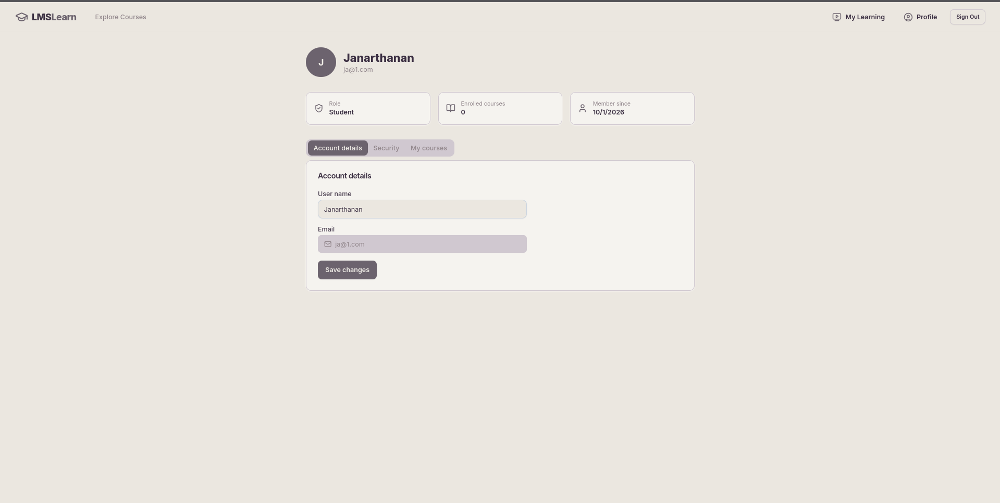 LMSLearn
Explore Courses
My Learning
Profile
Sign Out
J
Janarthanan
ja@1.com
Role
Student
Enrolled courses
0
Member since
10/1/2026
Account details
Security
My courses
Account details
User name
Janarthanan
Email
ja@1.com
Save changes